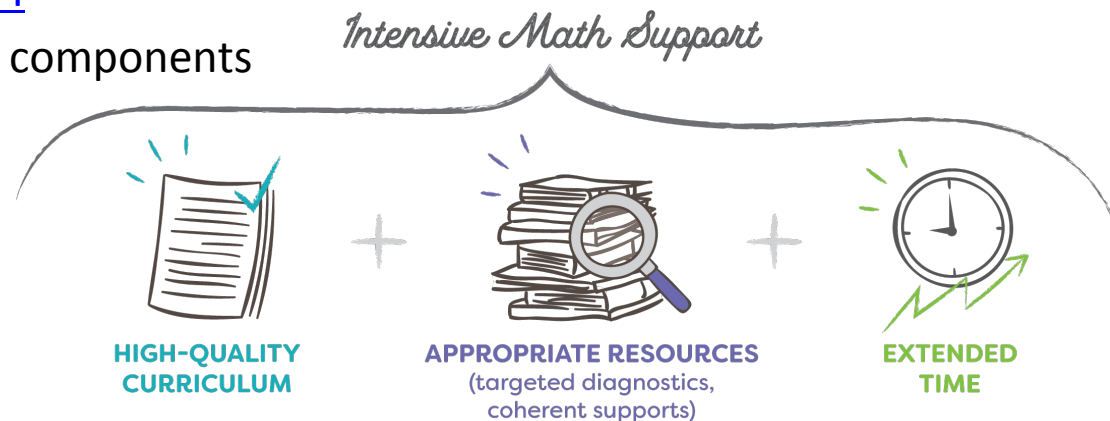 components
Intensive Math Support
HIGH-QUALITY
CURRICULUM
+
APPROPRIATE RESOURCES
(targeted diagnostics,
coherent supports)
+
EXTENDED
TIME